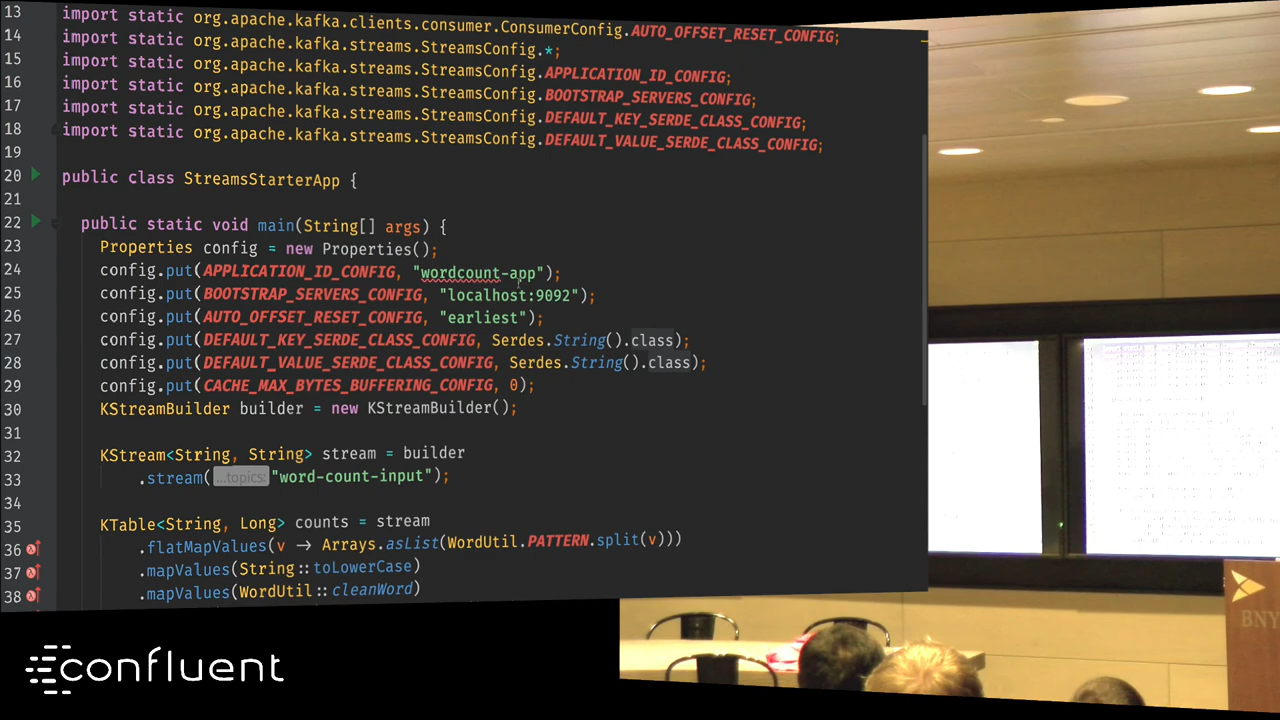 13 import static org.apache.kafka.clients.consumer.ConsumerConfig.AUTO_OFFSET_RESET_CONFIG;
14 import static org.apache.kafka.streams.StreamsConfig.*;
15 import static org.apache.kafka.streams.StreamsConfig.APPLICATION_ID_CONFIG;
16 import static org.apache.kafka.streams.StreamsConfig.BOOTSTRAP_SERVERS_CONFIG;
17 import static org.apache.kafka.streams.StreamsConfig.DEFAULT_KEY_SERDE_CLASS_CONFIG;
18 import static org.apache.kafka.streams.StreamsConfig.DEFAULT_VALUE_SERDE_CLASS_CONFIG;
19
20 public class StreamsStarterApp {
21
22 public static void main(String[] args) {
23 Properties config = new Properties();
24 config.put(APPLICATION_ID_CONFIG, "wordcount-app");
25 config.put(BOOTSTRAP_SERVERS_CONFIG, "localhost:9092");
26 config.put(AUTO_OFFSET_RESET_CONFIG, "earliest");
27 config.put(DEFAULT_KEY_SERDE_CLASS_CONFIG, Serdes.String().class);
28 config.put(DEFAULT_VALUE_SERDE_CLASS_CONFIG, Serdes.String().class);
29 config.put(CACHE_MAX_BYTES_BUFFERING_CONFIG, 0);
30 KStreamBuilder builder = new KStreamBuilder();
31
32 KStream<String, String> stream = builder
33 .stream( ...topics: "word-count-input");
34
35 KTable<String, Long> counts = stream
36 .flatMapValues(v → Arrays.asList(WordUtil.PATTERN.split(v)))
37 .mapValues(String::toLowerCase)
38 .mapValues(WordUtil::cleanWord)
confluent
BNY